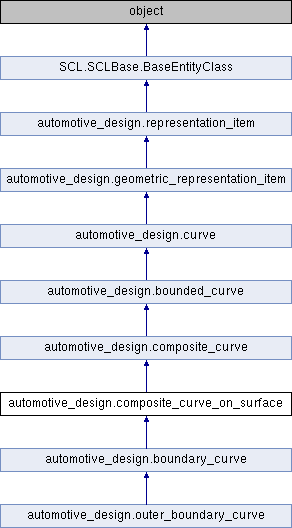 object
SCL.SCLBase.BaseEntityClass
automotive_design.representation_item
automotive_design.geometric_representation_item
automotive_design.curve
automotive_design.bounded_curve
automotive_design.composite_curve
automotive_design.composite_curve_on_surface
automotive_design.boundary_curve
automotive_design.outer_boundary_curve